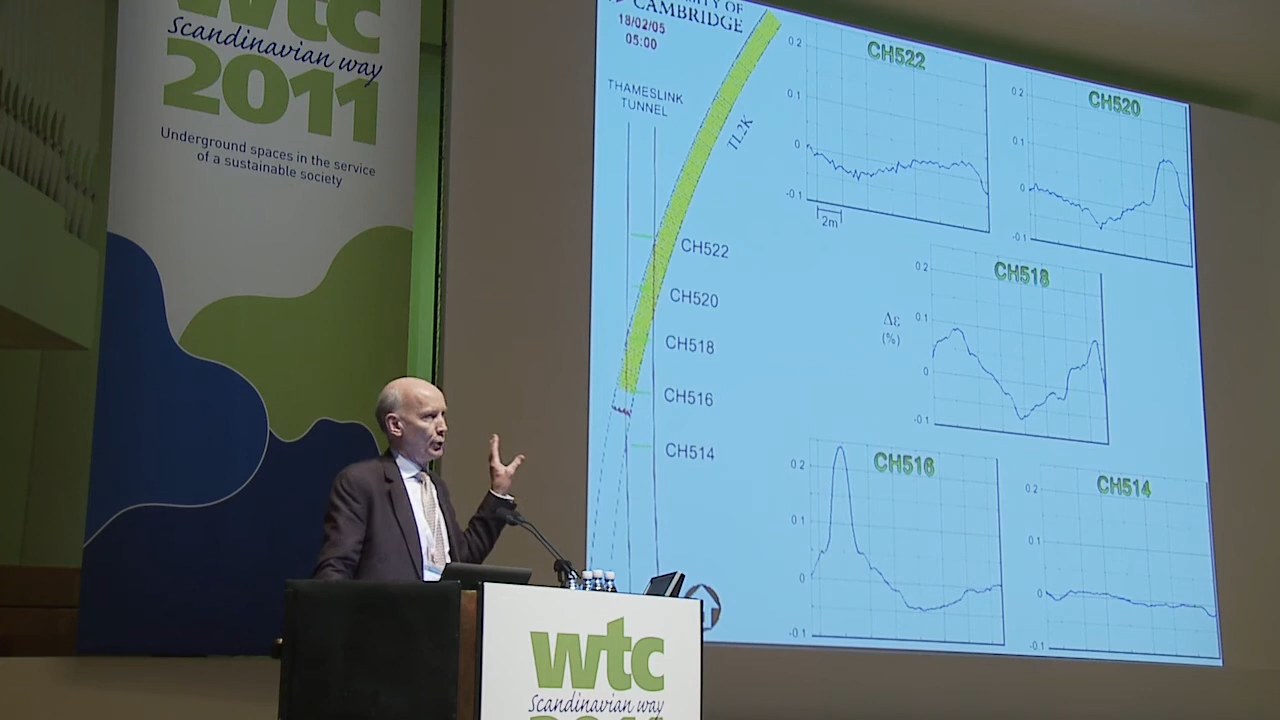 wtc
Scandinavian way
2011
Underground spaces in the service
of a sustainable society
OF
CAMBRIDGE
18/02/05
05:00
THAMESLINK
TUNNEL
TL2K
CH522
CH520
CH518
CH516
CH514
CH522
0.2
0.1
0
-0.1
2m
CH520
0.2
0.1
0
-0.1
CH518
0.2
0.1
0
-0.1
Δε
(%)
CH516
0.2
0.1
0
-0.1
CH514
0.2
0.1
0
-0.1
wtc
Scandinavian way
2011